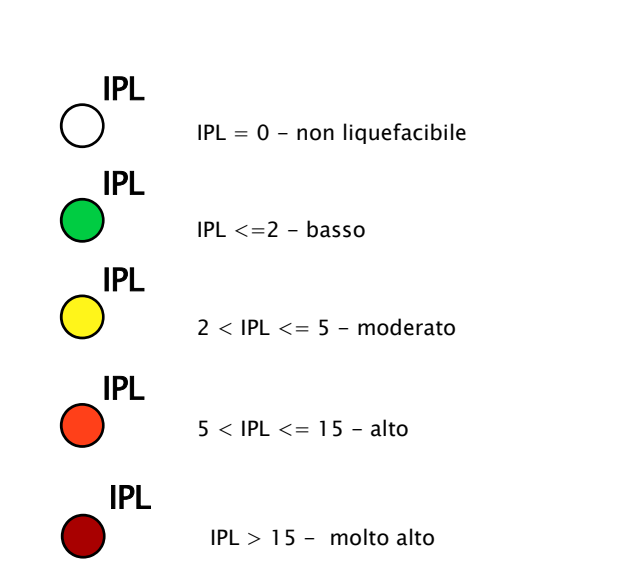 IPL
IPL = 0 – non liquefacibile
IPL
IPL <=2 – basso
IPL
2 < IPL <= 5 – moderato
IPL
5 < IPL <= 15 – alto
IPL
IPL > 15 – molto alto